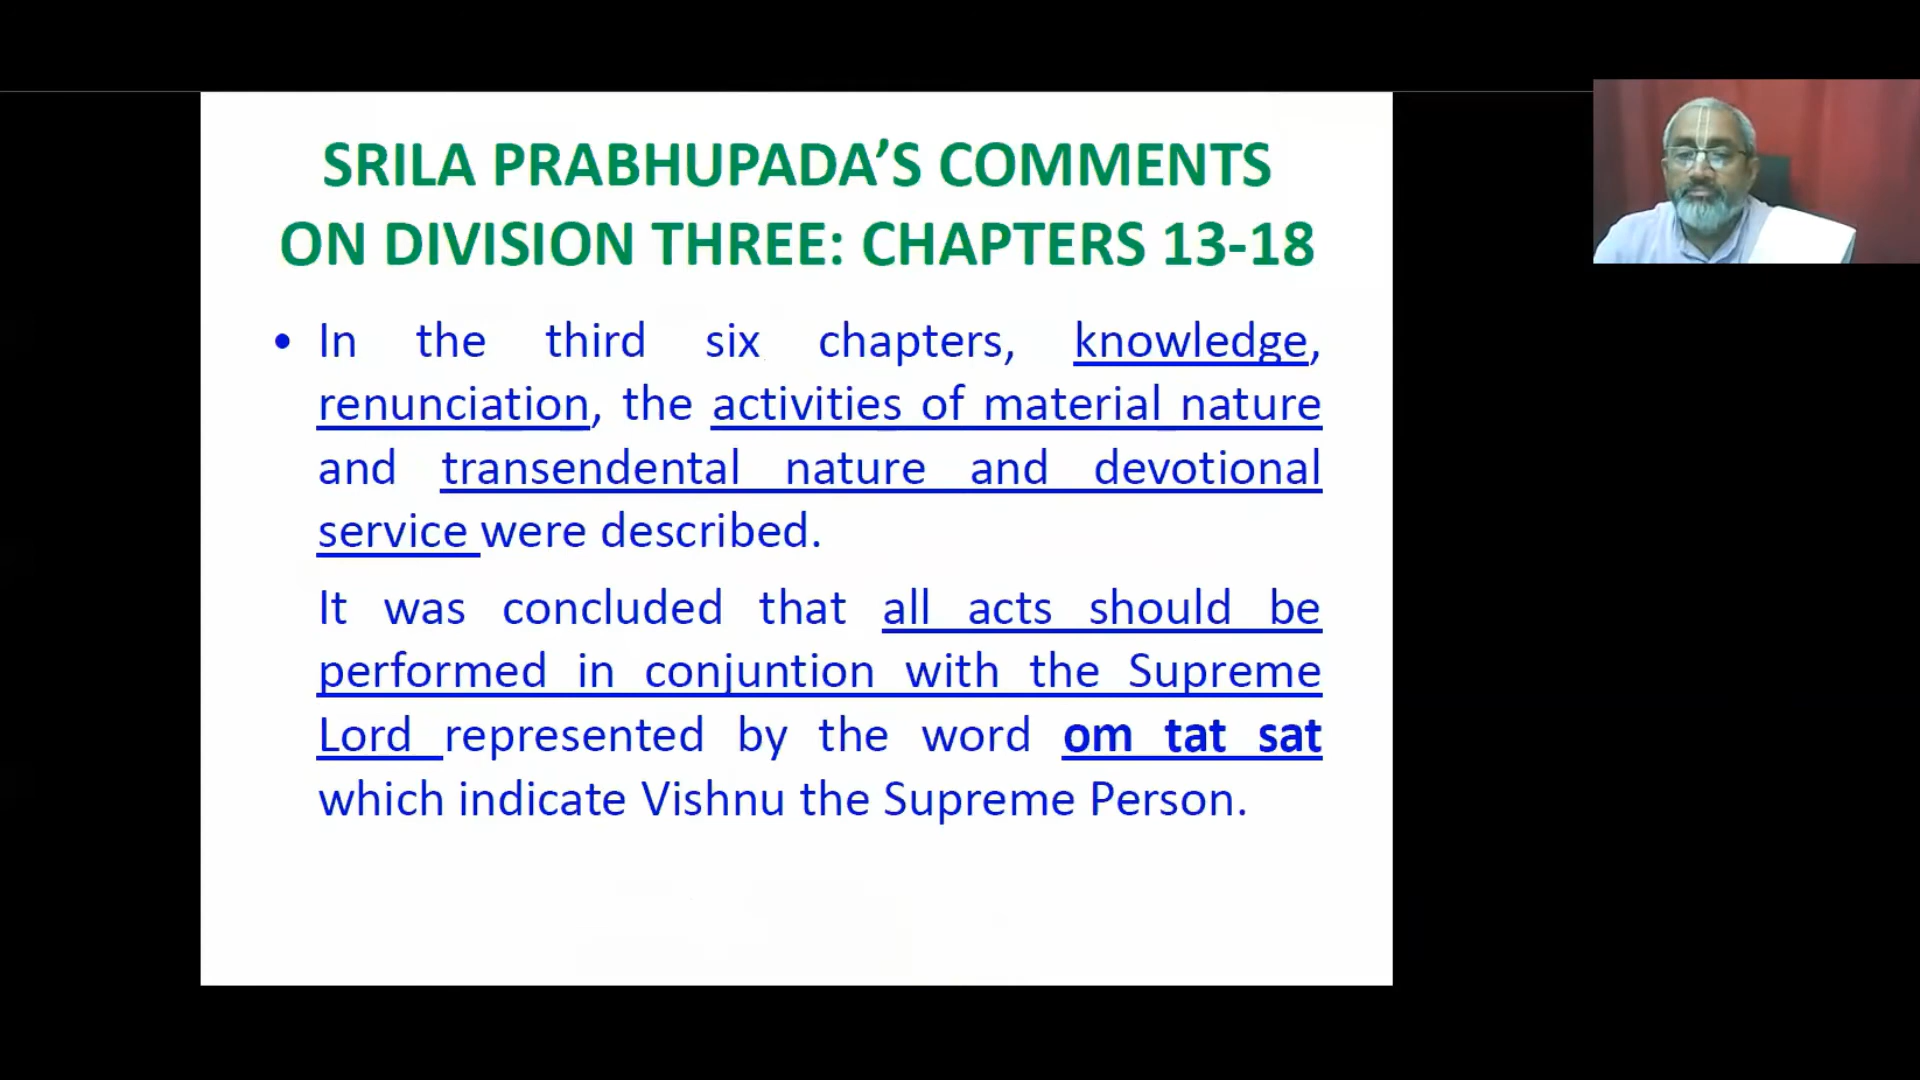 SRILA PRABHUPADA’S COMMENTS
ON DIVISION THREE: CHAPTERS 13-18
• In the third six chapters, knowledge,
renunciation, the activities of material nature
and transendental nature and devotional
service were described.
It was concluded that all acts should be
performed in conjuntion with the Supreme
Lord represented by the word om tat sat
which indicate Vishnu the Supreme Person.